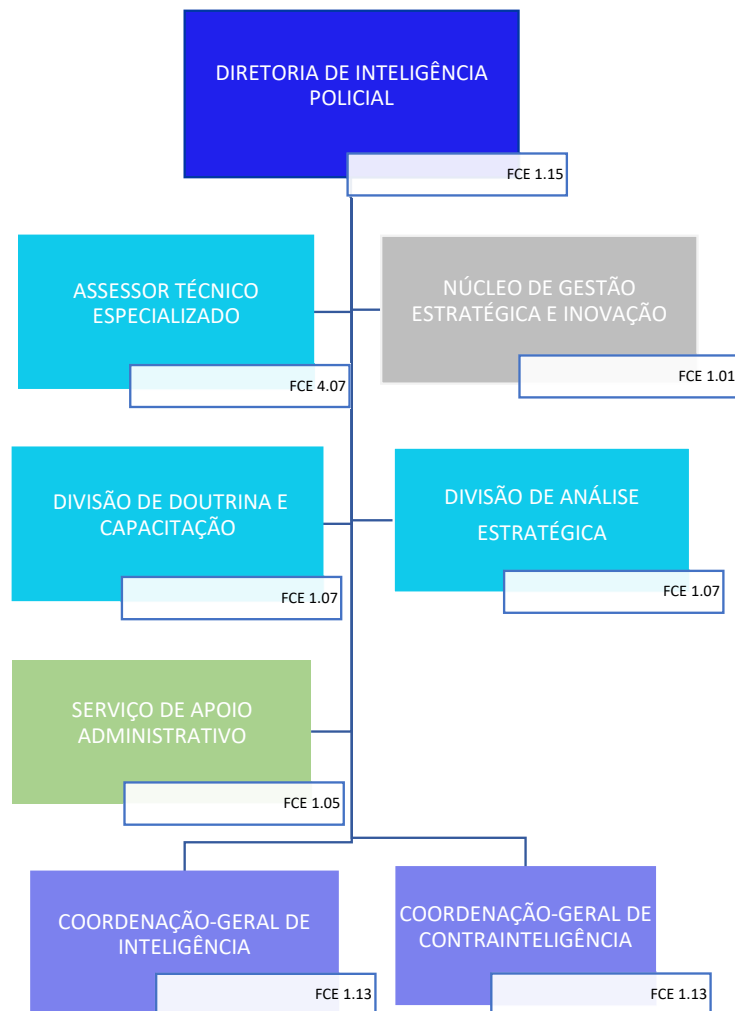 DIRETORIA DE INTELIGÊNCIA
POLICIAL
FCE 1.15
ASSESSOR TÉCNICO
ESPECIALIZADO
FCE 4.07
NÚCLEO DE GESTÃO
ESTRATÉGICA E INOVAÇÃO
FCE 1.01
DIVISÃO DE DOUTRINA E
CAPACITAÇÃO
FCE 1.07
DIVISÃO DE ANÁLISE
ESTRATÉGICA
FCE 1.07
SERVIÇO DE APOIO
ADMINISTRATIVO
FCE 1.05
COORDENAÇÃO-GERAL DE
INTELIGÊNCIA
FCE 1.13
COORDENAÇÃO-GERAL DE
CONTRAINTELIGÊNCIA
FCE 1.13